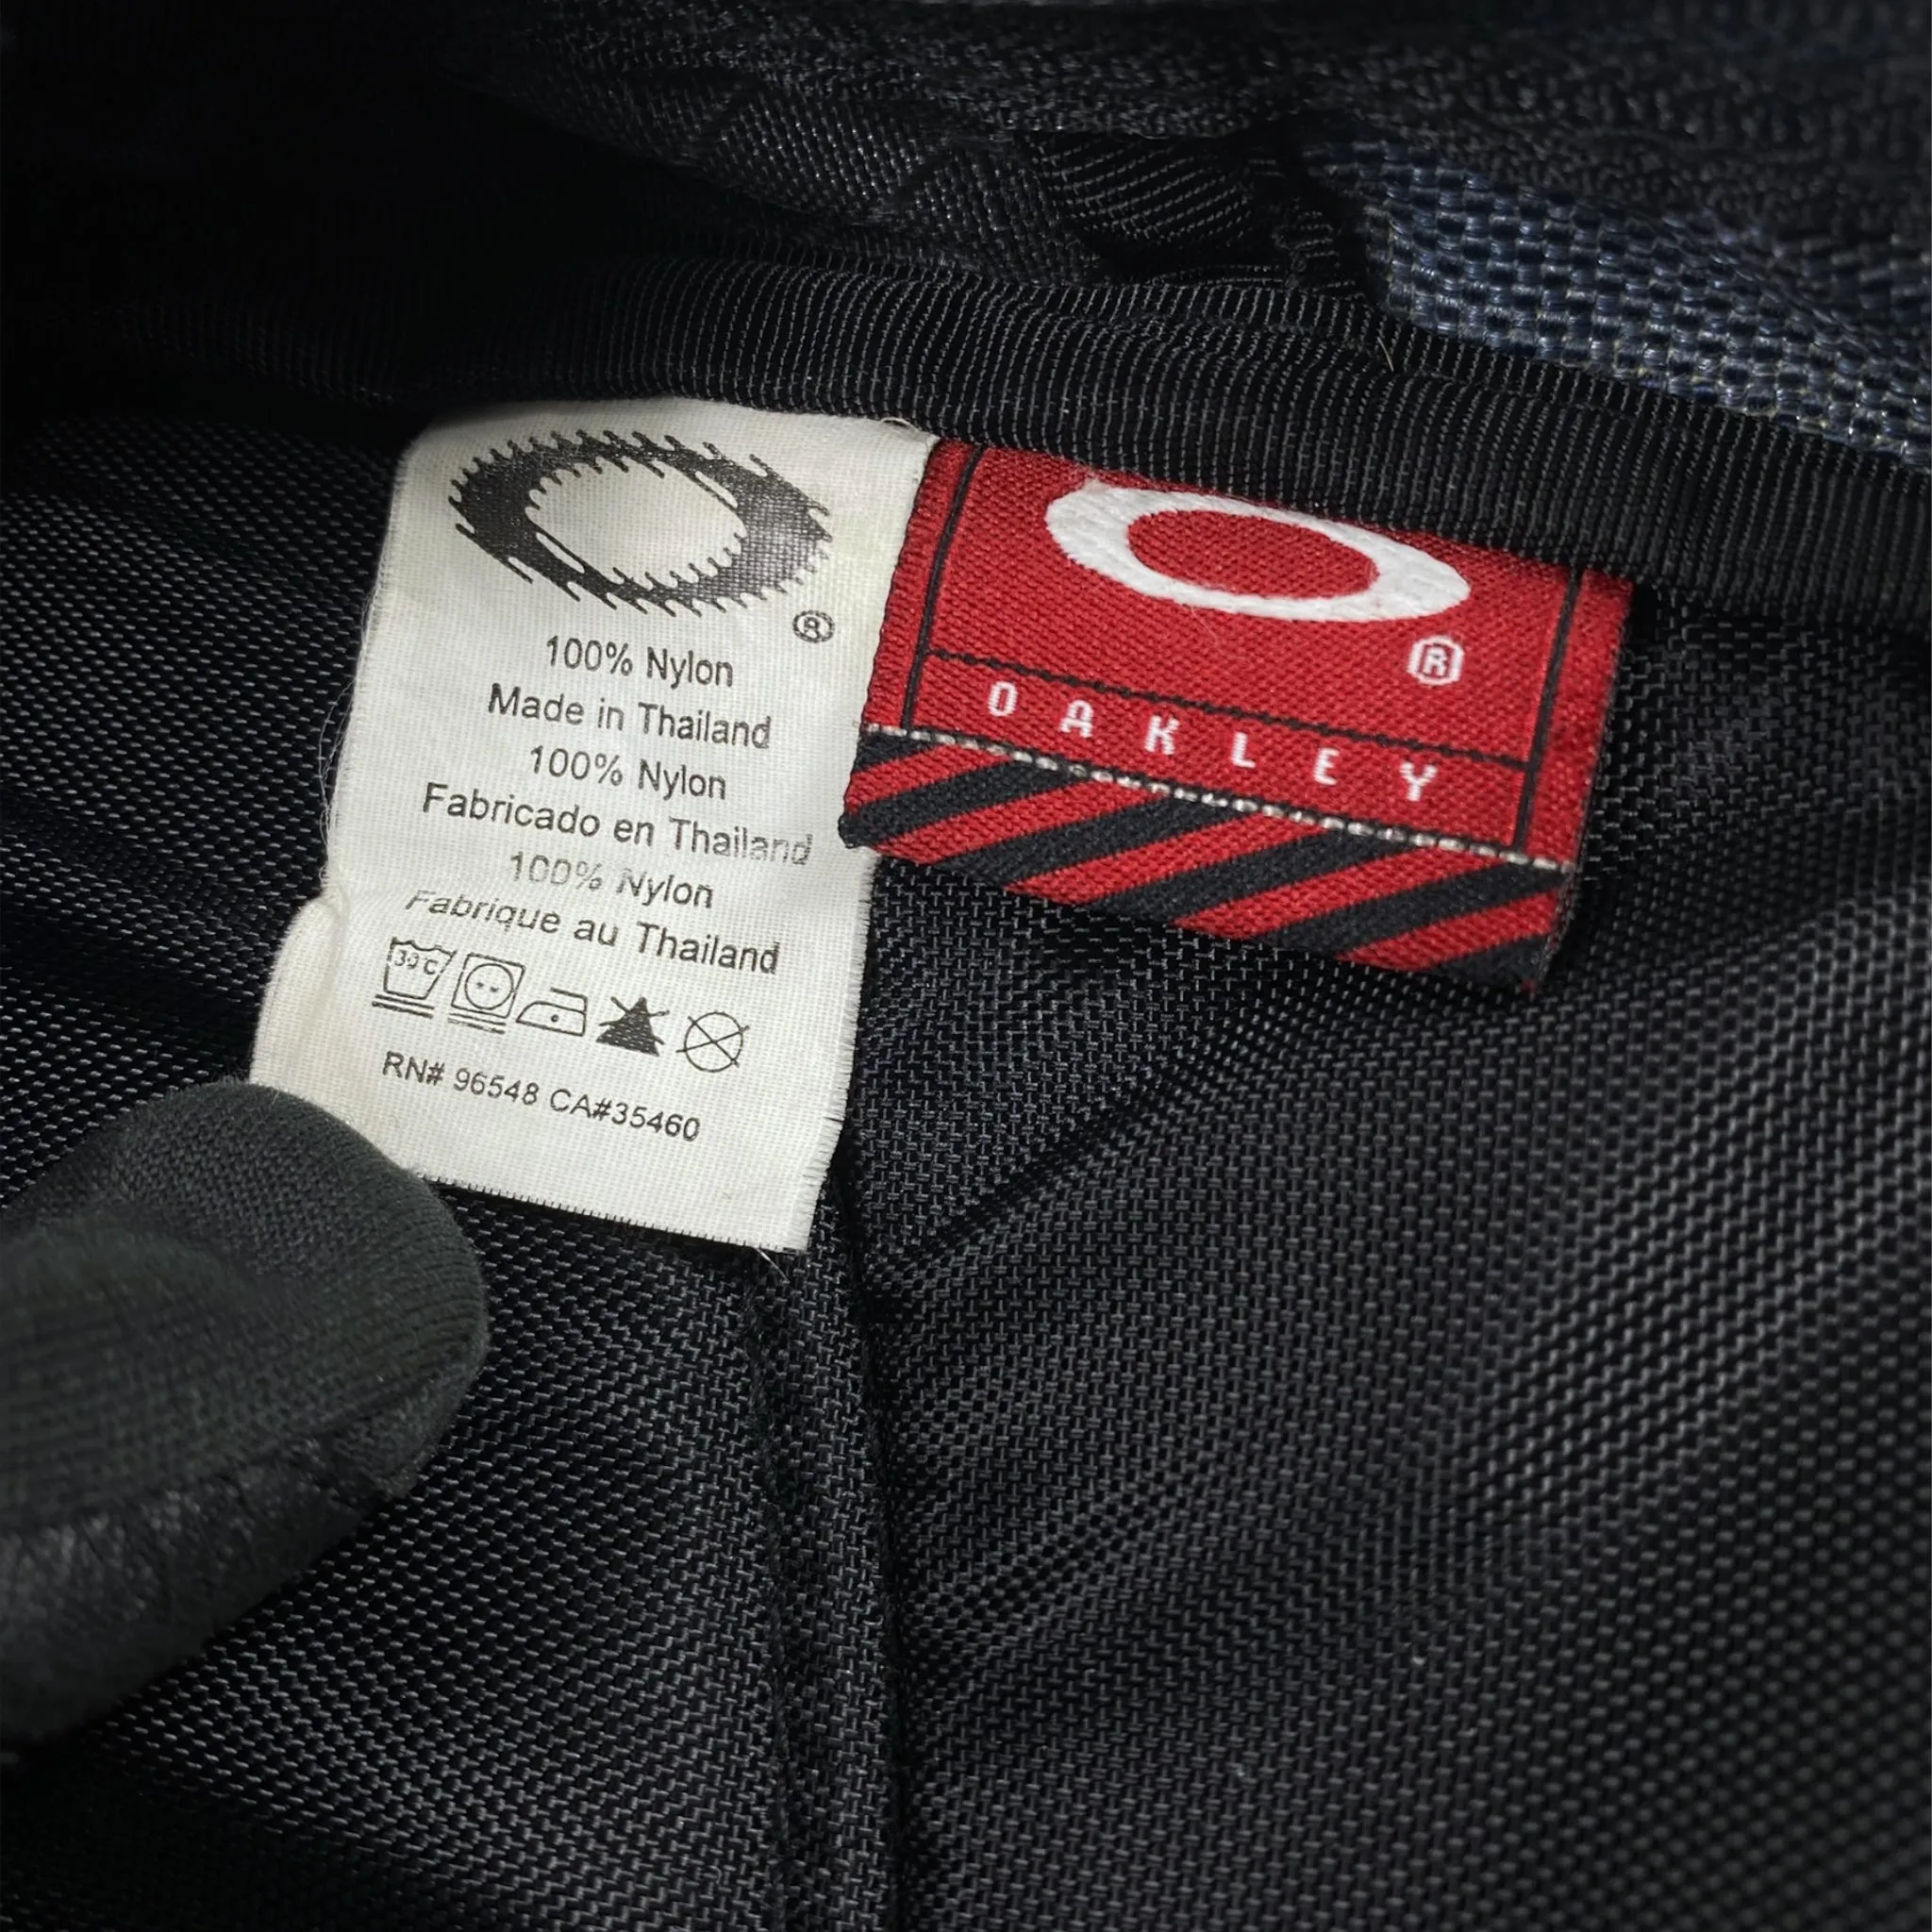 ®
100% Nylon
Made in Thailand
100% Nylon
Fabricado en Thailand
100% Nylon
Fabrique au Thailand
30°C
RN# 96548 CA#35460
®
OAKLEY